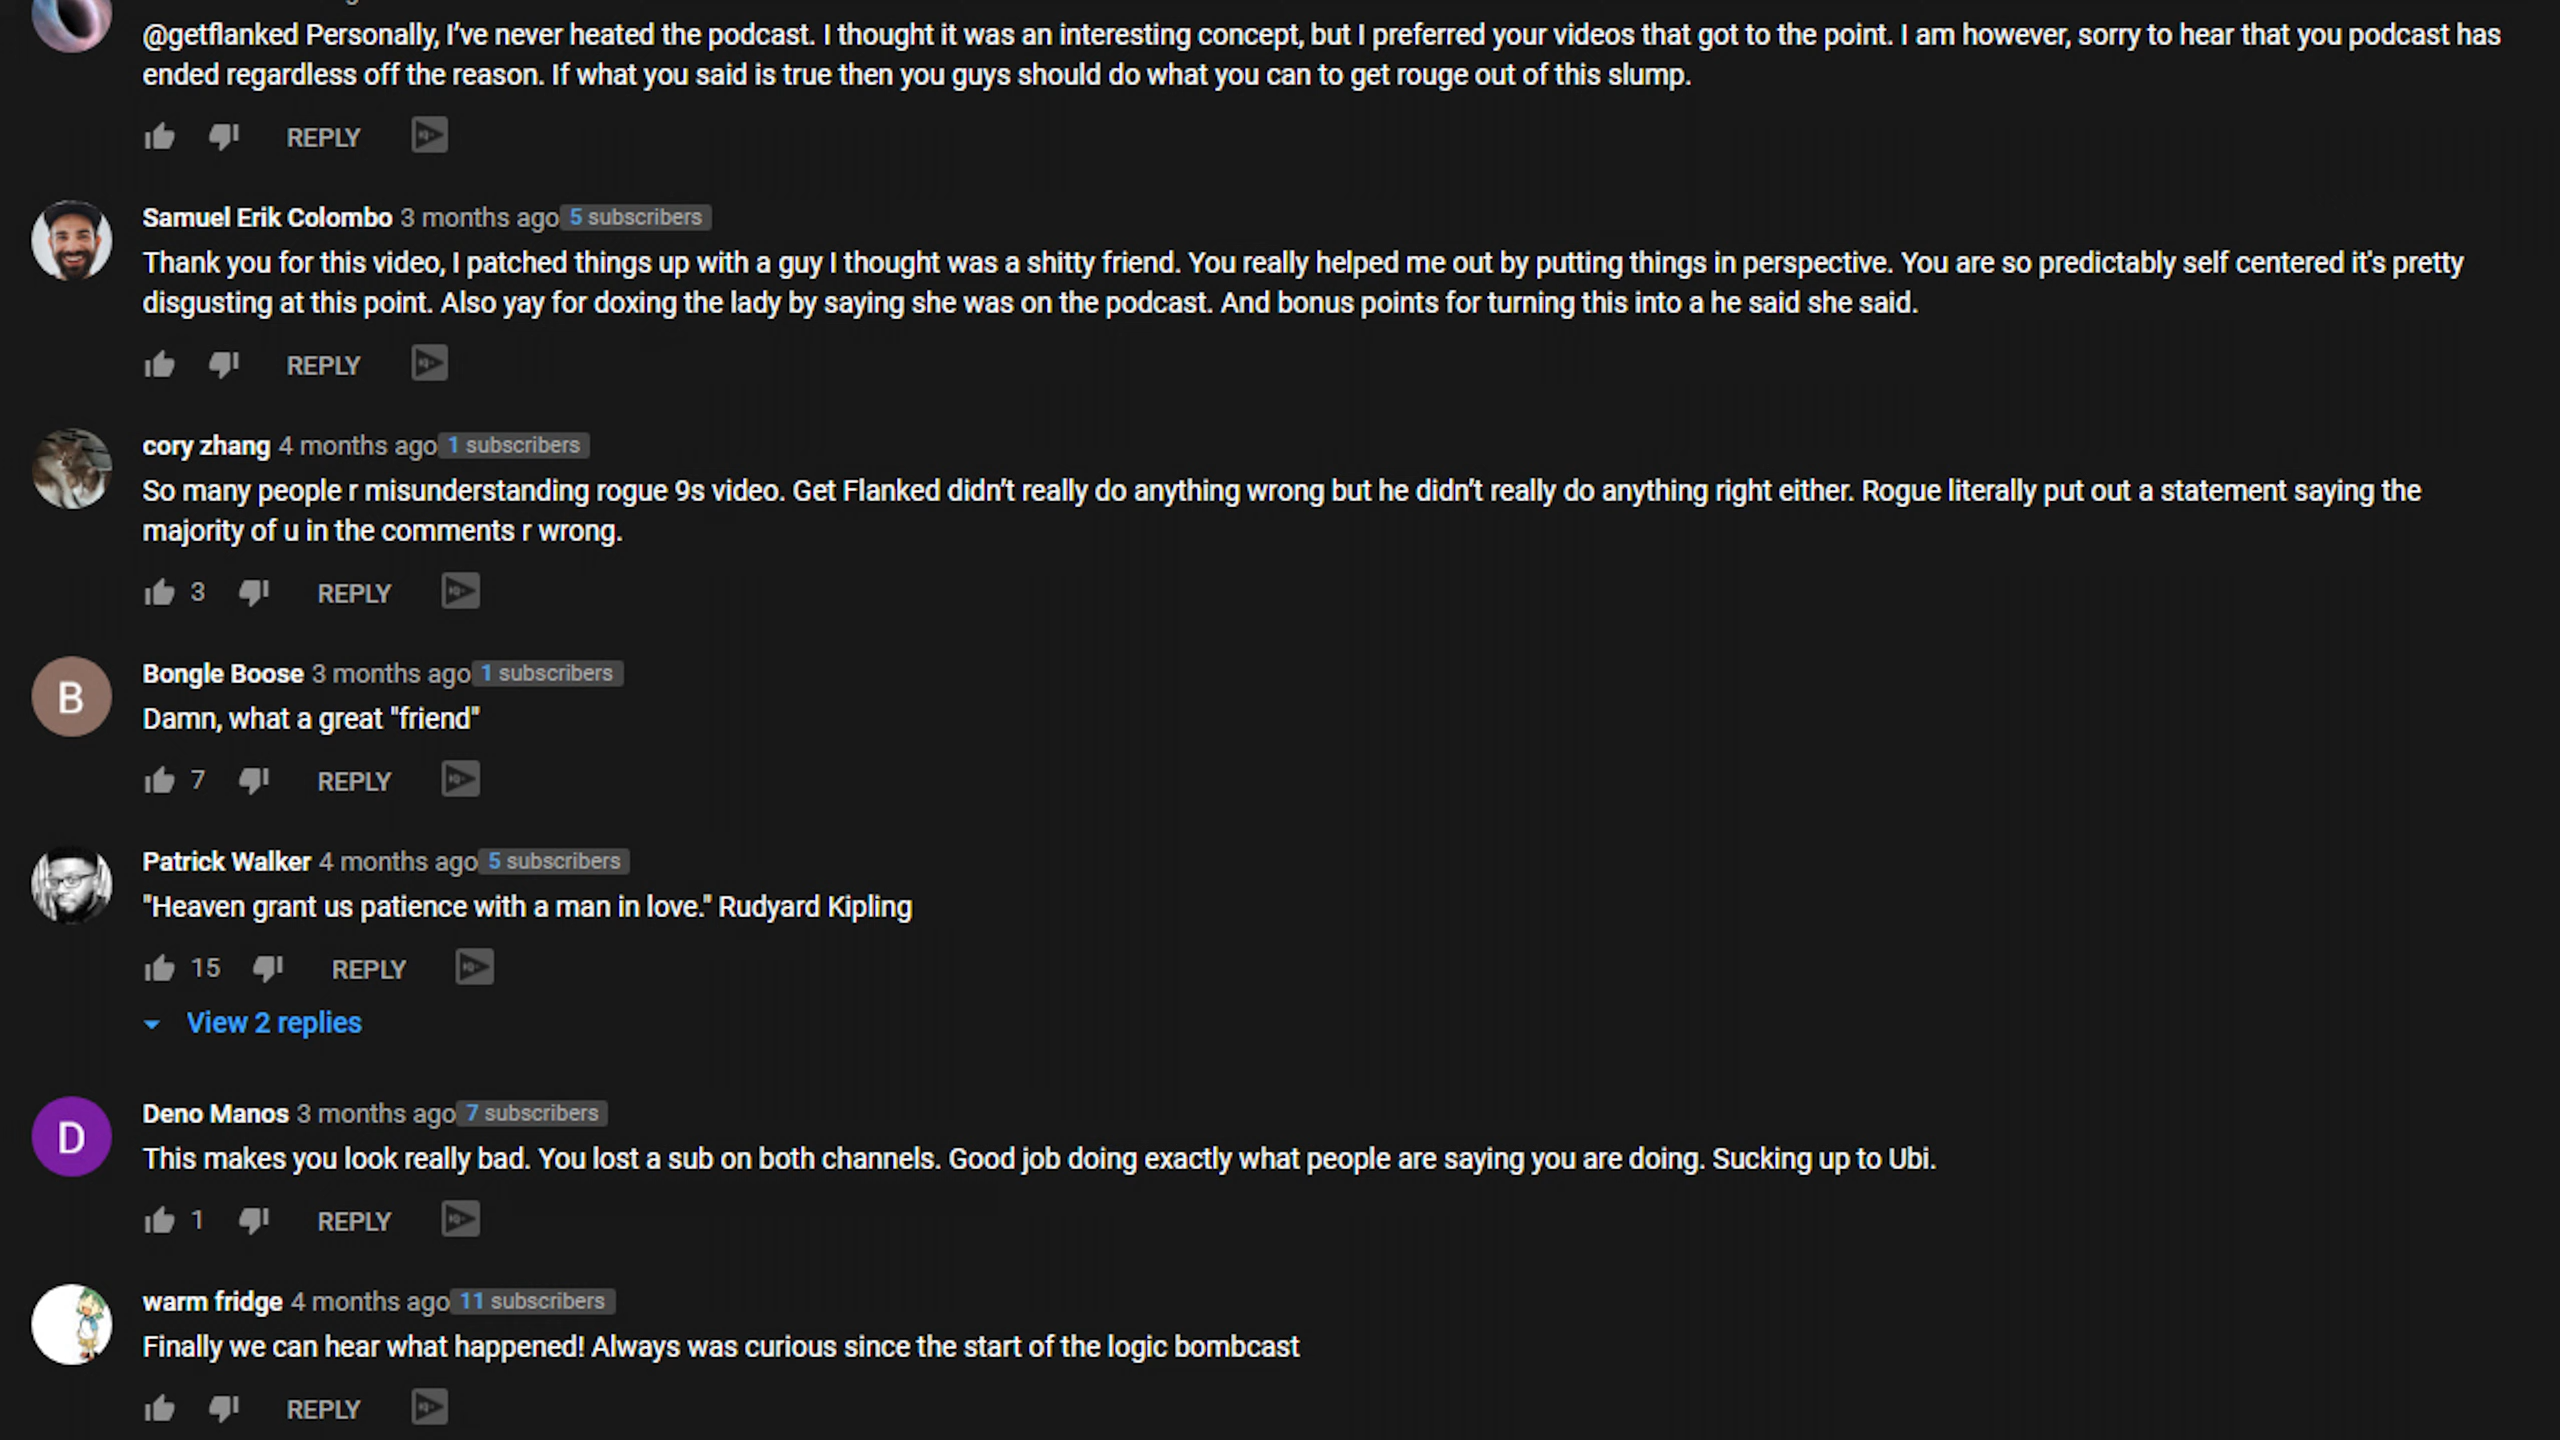 @getflanked Personally, I've never heated the podcast. I thought it was an interesting concept, but I preferred your videos that got to the point. I am however, sorry to hear that you podcast has
ended regardless off the reason. If what you said is true then you guys should do what you can to get rouge out of this slump.
REPLY
Samuel Erik Colombo 3 months ago 5 subscribers
Thank you for this video, I patched things up with a guy I thought was a shitty friend. You really helped me out by putting things in perspective. You are so predictably self centered it's pretty
disgusting at this point. Also yay for doxing the lady by saying she was on the podcast. And bonus points for turning this into a he said she said.
REPLY
cory zhang 4 months ago 1 subscribers
So many people r misunderstanding rogue 9s video. Get Flanked didn't really do anything wrong but he didn't really do anything right either. Rogue literally put out a statement saying the
majority of u in the comments r wrong.
3 REPLY
Bongle Boose 3 months ago 1 subscribers
B
Damn, what a great "friend"
7 REPLY
Patrick Walker 4 months ago 5 subscribers
"Heaven grant us patience with a man in love." Rudyard Kipling
15 REPLY
View 2 replies
Deno Manos 3 months ago 7 subscribers
D
This makes you look really bad. You lost a sub on both channels. Good job doing exactly what people are saying you are doing. Sucking up to Ubi.
1 REPLY
warm fridge 4 months ago 11 subscribers
Finally we can hear what happened! Always was curious since the start of the logic bombcast
REPLY